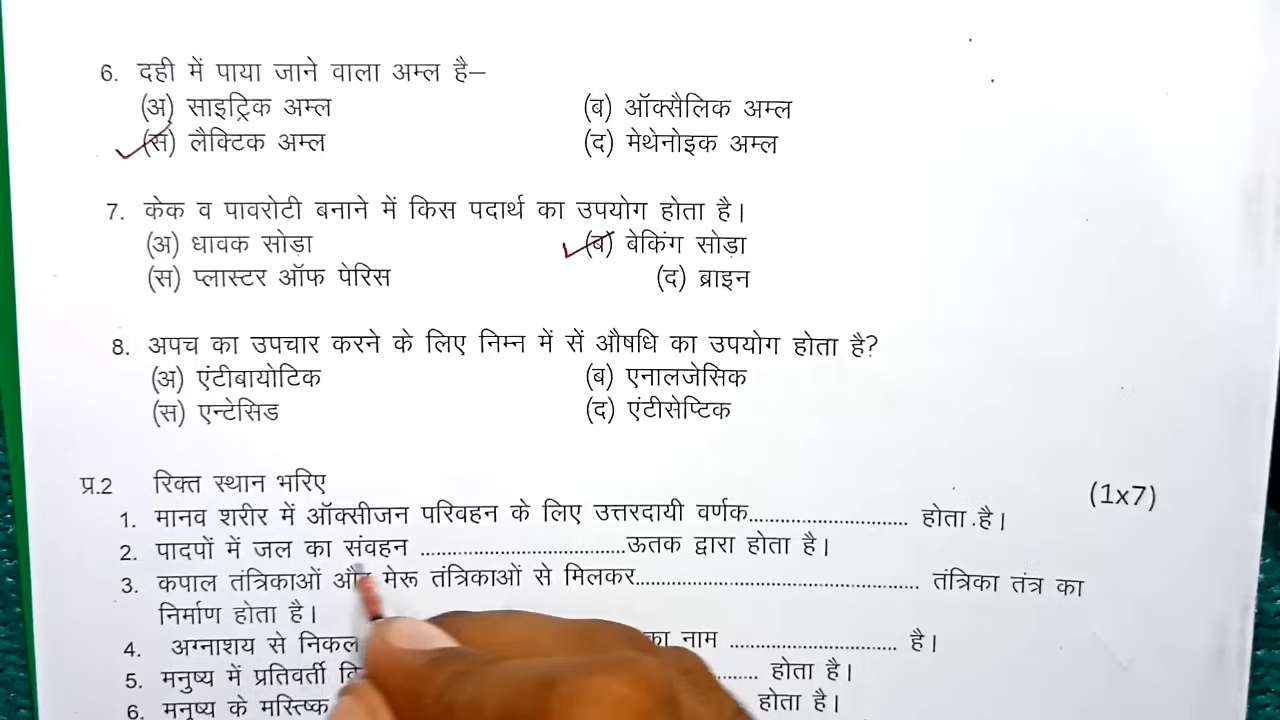 6. दही में पाया जाने वाला अम्ल है–
(अ) साइट्रिक अम्ल (ब) ऑक्सैलिक अम्ल
(स) लैक्टिक अम्ल (द) मेथेनोइक अम्ल
7. केक व पावरोटी बनाने में किस पदार्थ का उपयोग होता है।
(अ) धावक सोड़ा (ब) बेकिंग सोड़ा
(स) प्लास्टर ऑफ पेरिस (द) ब्राइन
8. अपच का उपचार करने के लिए निम्न में सें औषधि का उपयोग होता है?
(अ) एंटीबायोटिक (ब) एनालजेसिक
(स) एन्टेसिड (द) एंटीसेप्टिक
प्र.2 रिक्त स्थान भरिए (1x7)
1. मानव शरीर में ऑक्सीजन परिवहन के लिए उत्तरदायी वर्णक............................ होता है।
2. पादपों में जल का संवहन ....................................ऊतक द्वारा होता है।
3. कपाल तंत्रिकाओं और मेरू तंत्रिकाओं से मिलकर.................................................. तंत्रिका तंत्र का
निर्माण होता है।
4. अग्नाशय से निकल का नाम ............................. है।
5. मनुष्य में प्रतिवर्ती ........ होता है।
6. मनुष्य के मस्तिष्क होता है।